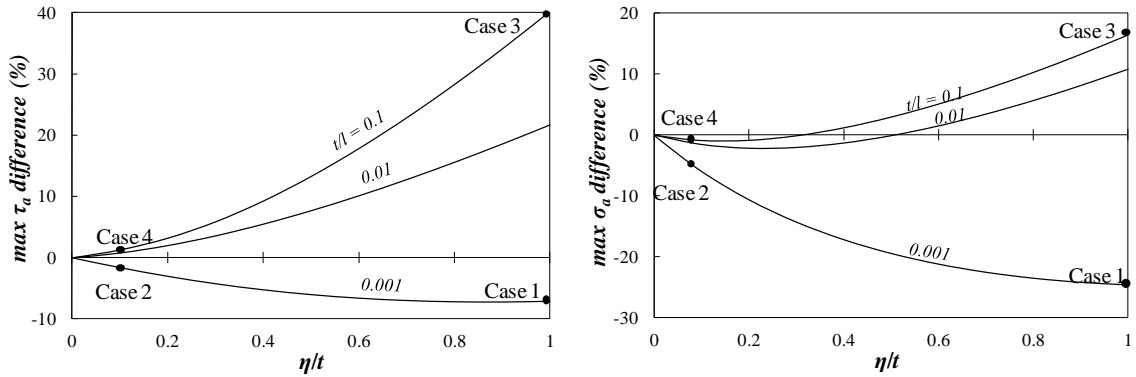 max τa difference (%)
40
30
20
10
0
-10
0
0.2
0.4
0.6
0.8
1
η/t
Case 3
t/l = 0.1
0.01
Case 4
Case 2
0.001
Case 1
max σa difference (%)
20
10
0
-10
-20
-30
0
0.2
0.4
0.6
0.8
1
η/t
Case 3
t/l = 0.1
0.01
Case 4
Case 2
0.001
Case 1